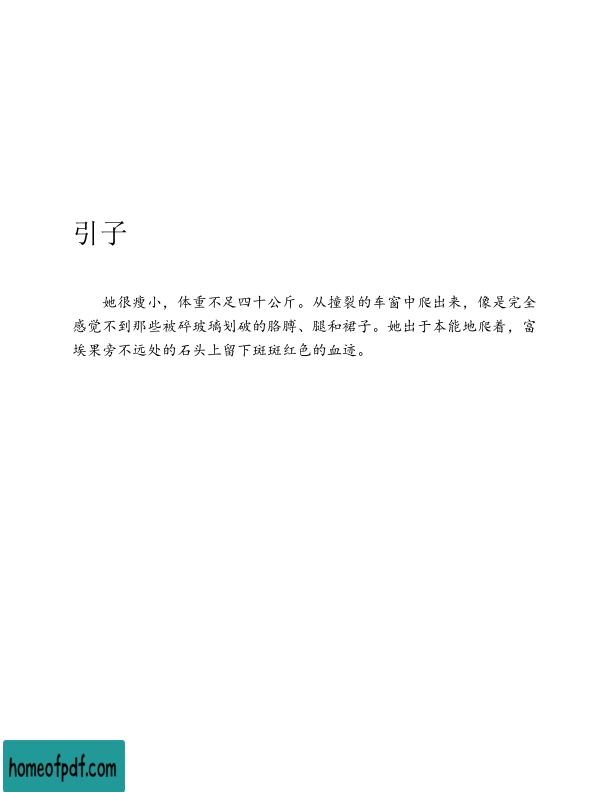 引子
她很瘦小，体重不足四十公斤。从撞裂的车窗中爬出来，像是完全
感觉不到那些被碎玻璃划破的胳膊、腿和裙子。她出于本能地爬着，富
埃果旁不远处的石头上留下斑斑红色的血迹。
homeofpdf.com